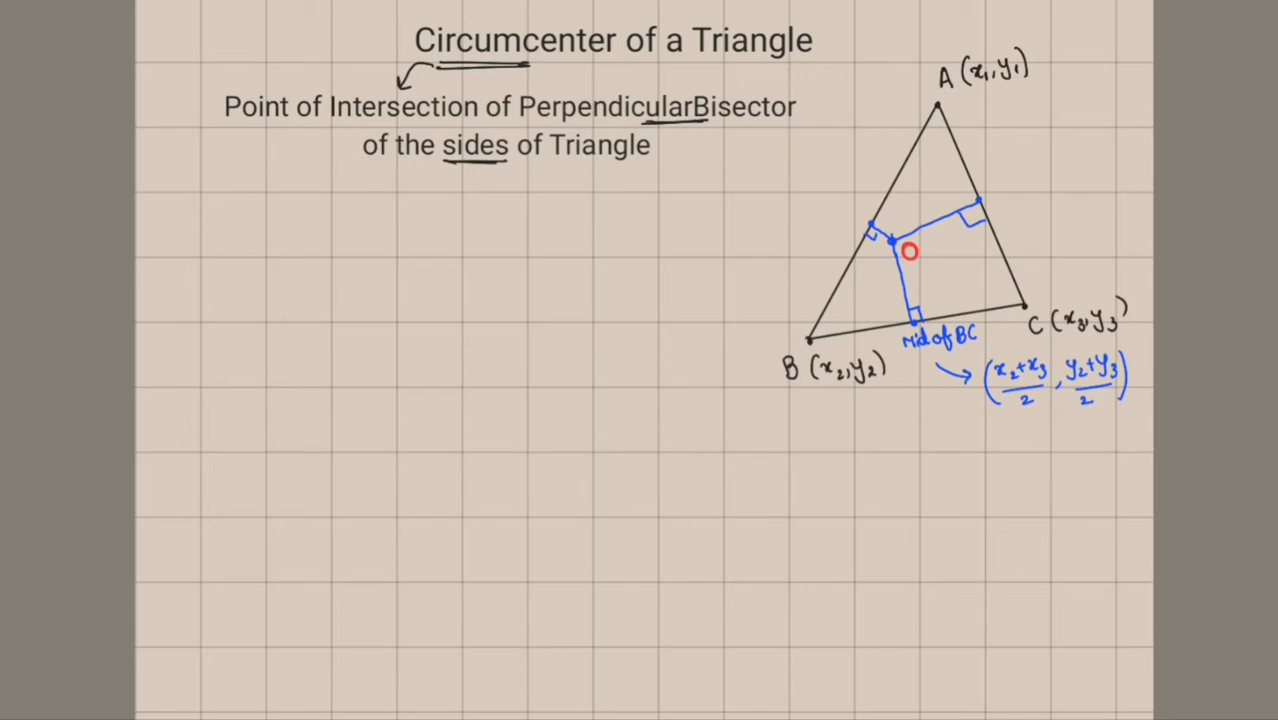 Circumcenter of a Triangle
Point of Intersection of PerpendicularBisector
of the sides of Triangle
A (x₁, y₁)
O
C (x₃, y₃)
Mid of BC
B (x₂, y₂)
(x₂+x₃/2, y₂+y₃/2)